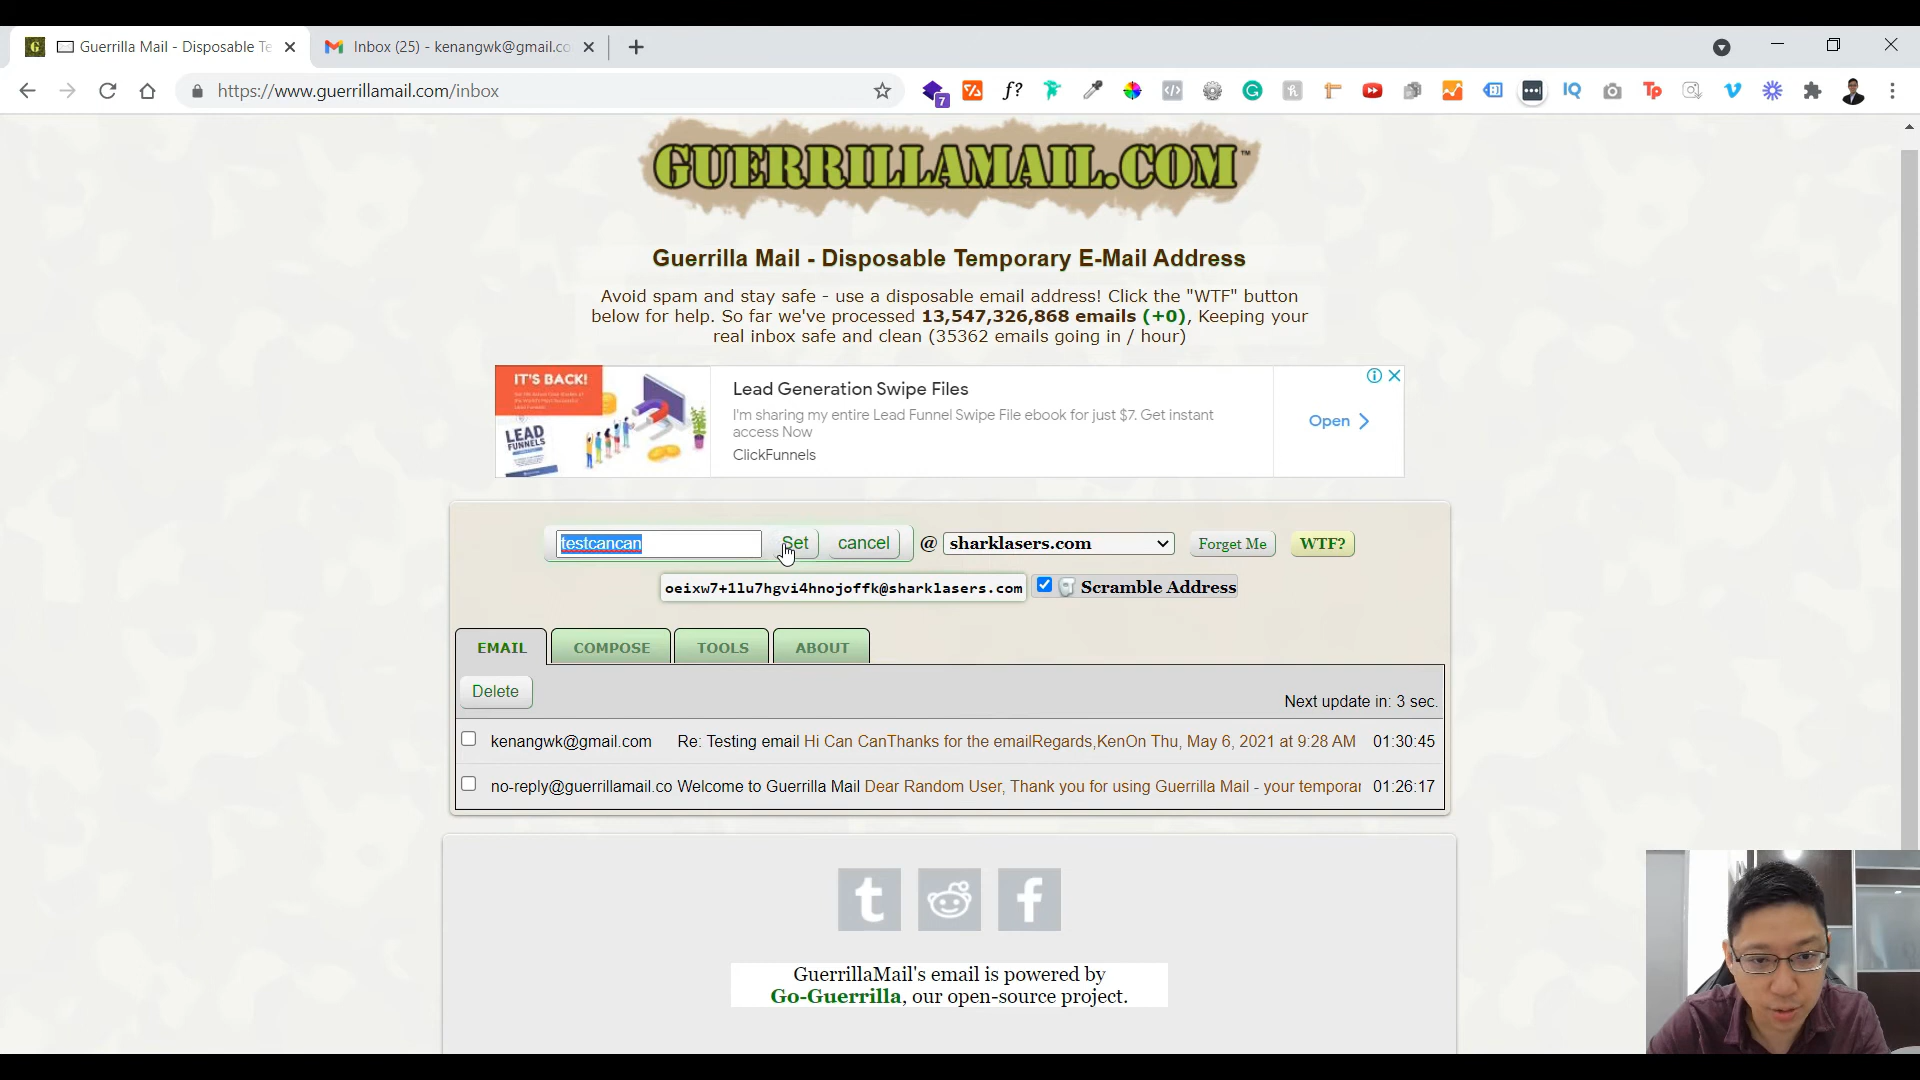 Guerrilla Mail - Disposable Te
Inbox (25) - kenangwk@gmail.co
https://www.guerrillamail.com/inbox
7
GUERRILLAMAIL.COM™
Guerrilla Mail - Disposable Temporary E-Mail Address
Avoid spam and stay safe - use a disposable email address! Click the "WTF" button
below for help. So far we've processed 13,547,326,868 emails (+0), Keeping your
real inbox safe and clean (35362 emails going in / hour)
IT'S BACK!
LEAD
FUNNELS
Lead Generation Swipe Files
I'm sharing my entire Lead Funnel Swipe File ebook for just $7. Get instant
access Now
ClickFunnels
Open
testcancan Set cancel @ sharklasers.com Forget Me WTF?
oeixw7+1lu7hgvi4hnojoffk@sharklasers.com Scramble Address
EMAIL COMPOSE TOOLS ABOUT
Delete
Next update in: 3 sec.
kenangwk@gmail.com Re: Testing email Hi Can CanThanks for the emailRegards,KenOn Thu, May 6, 2021 at 9:28 AM 01:30:45
no-reply@guerrillamail.co Welcome to Guerrilla Mail Dear Random User, Thank you for using Guerrilla Mail - your temporar 01:26:17
GuerrillaMail's email is powered by
Go-Guerrilla, our open-source project.